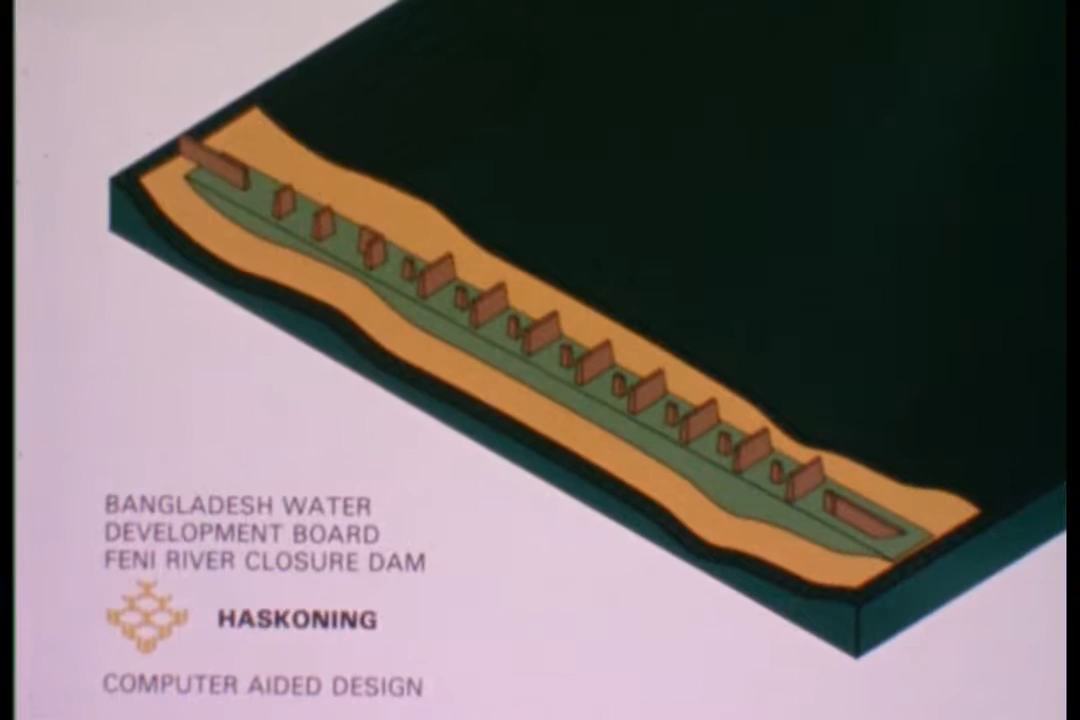 BANGLADESH WATER
DEVELOPMENT BOARD
FENI RIVER CLOSURE DAM
HASKONING
COMPUTER AIDED DESIGN